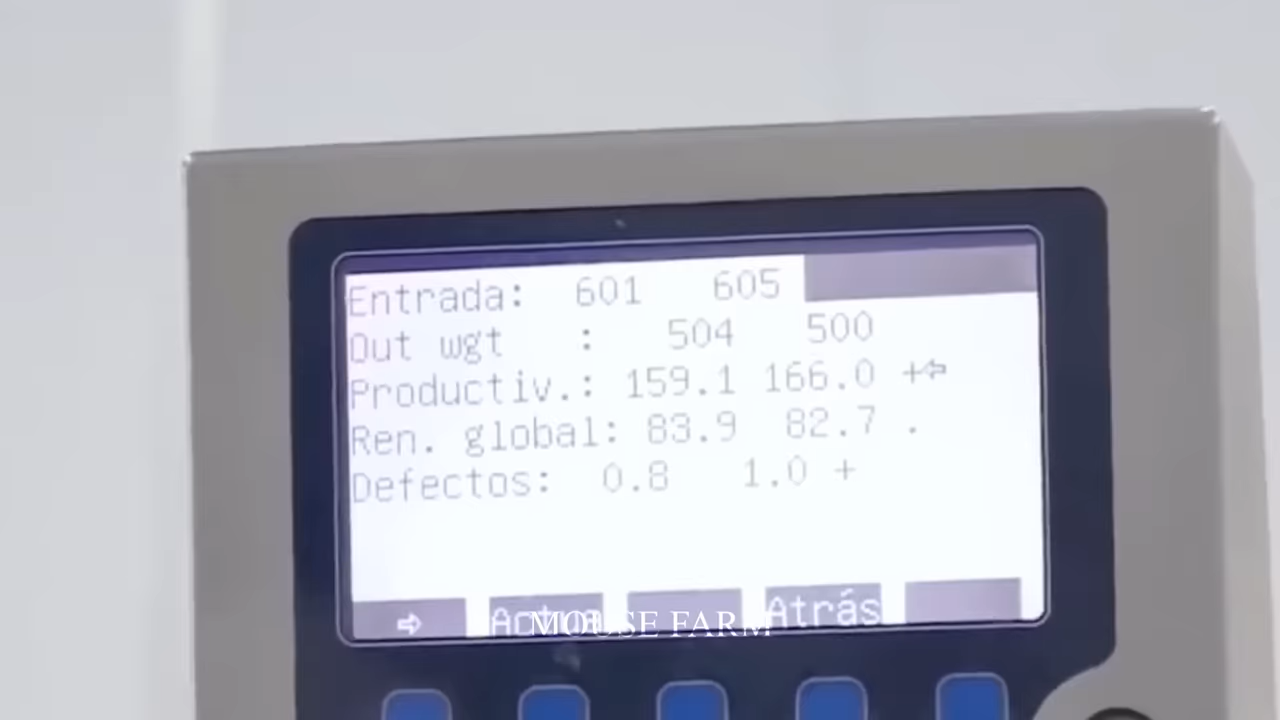 Entrada: 601 605
Out wgt : 504 500
Productiv.: 159.1 166.0 +⇦
Ren. global: 83.9 82.7 .
Defectos: 0.8 1.0 +
⇨ Atrás
MOUSE FARM